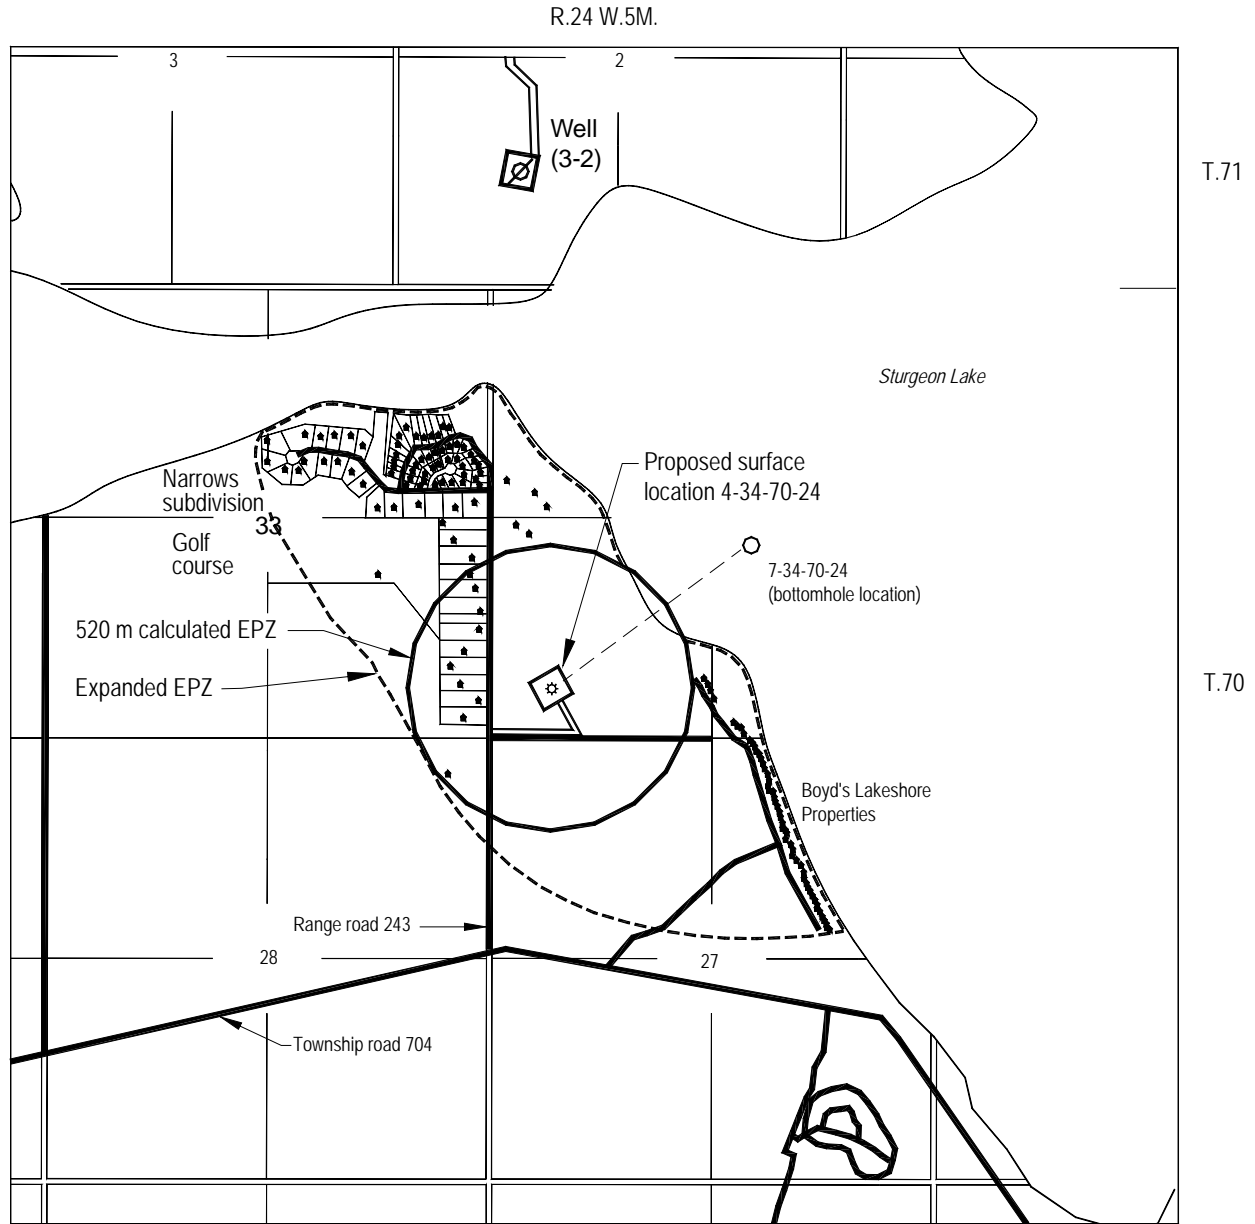 R.24 W.5M.
3
2
Well
(3-2)
T.71
Sturgeon Lake
Proposed surface
location 4-34-70-24
Narrows
subdivision
33
Golf
course
7-34-70-24
(bottomhole location)
520 m calculated EPZ
Expanded EPZ
T.70
Boyd's Lakeshore
Properties
Range road 243
28
27
Township road 704